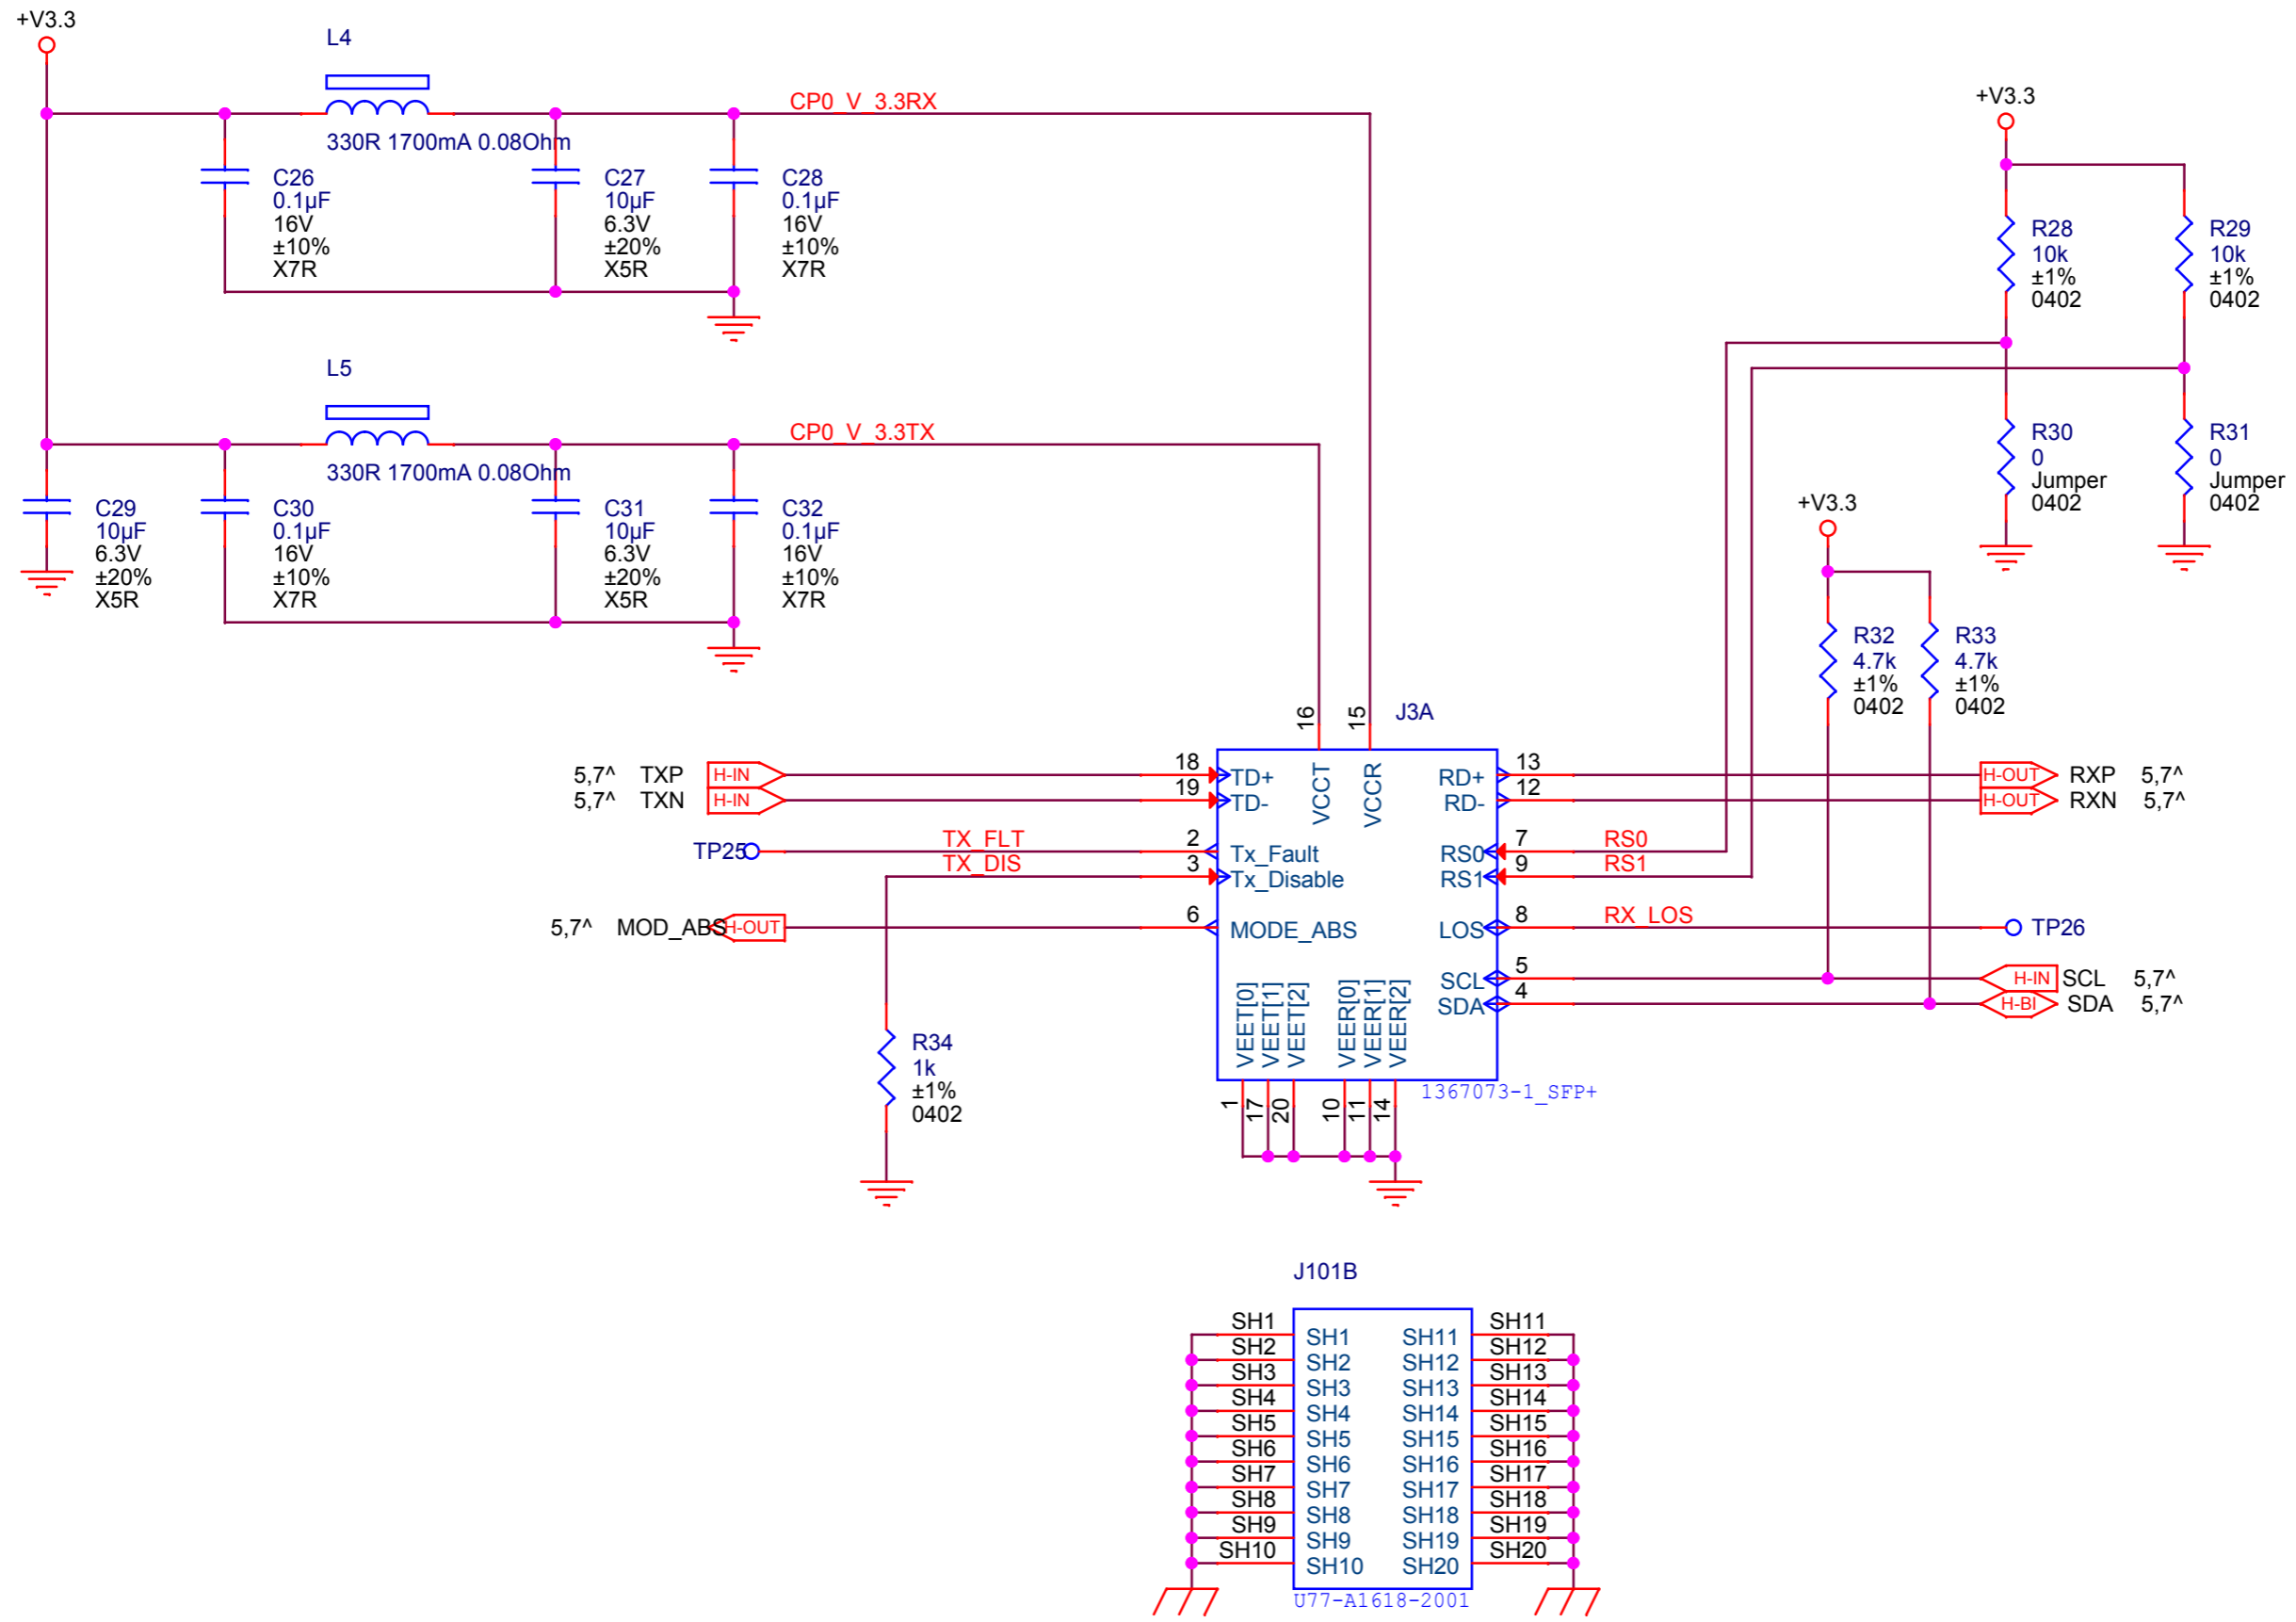 +V3.3
L4
CP0_V_3.3RX
330R 1700mA 0.08Ohm
C26
0.1µF
16V
±10%
X7R
C27
10µF
6.3V
±20%
X5R
C28
0.1µF
16V
±10%
X7R
L5
CP0_V_3.3TX
330R 1700mA 0.08Ohm
C29
10µF
6.3V
±20%
X5R
C30
0.1µF
16V
±10%
X7R
C31
10µF
6.3V
±20%
X5R
C32
0.1µF
16V
±10%
X7R
+V3.3
R28
10k
±1%
0402
R29
10k
±1%
0402
R30
0
Jumper
0402
R31
0
Jumper
0402
+V3.3
R32
4.7k
±1%
0402
R33
4.7k
±1%
0402
J3A
16
15
VCCT
VCCR
5,7^ TXP H-IN 18 TD+
5,7^ TXN H-IN 19 TD-
TP25 TX_FLT 2 Tx_Fault
TX_DIS 3 Tx_Disable
5,7^ MOD_ABS H-OUT 6 MODE_ABS
RD+ 13 H-OUT RXP 5,7^
RD- 12 H-OUT RXN 5,7^
RS0 7 RS0
RS1 9 RS1
LOS 8 RX_LOS TP26
SCL 5 H-IN SCL 5,7^
SDA 4 H-BI SDA 5,7^
VEET[0]
VEET[1]
VEET[2]
VEER[0]
VEER[1]
VEER[2]
1
17
20
10
11
14
1367073-1_SFP+
R34
1k
±1%
0402
J101B
SH1 SH1 SH11 SH11
SH2 SH2 SH12 SH12
SH3 SH3 SH13 SH13
SH4 SH4 SH14 SH14
SH5 SH5 SH15 SH15
SH6 SH6 SH16 SH16
SH7 SH7 SH17 SH17
SH8 SH8 SH18 SH18
SH9 SH9 SH19 SH19
SH10 SH10 SH20 SH20
U77-A1618-2001